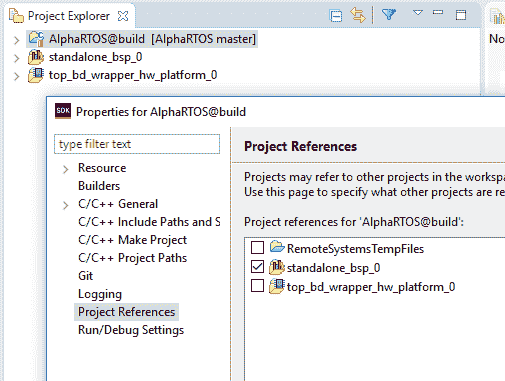 Project Explorer
No
AlphaRTOS@build [AlphaRTOS master]
standalone_bsp_0
top_bd_wrapper_hw_platform_0
SDK Properties for AlphaRTOS@build
type filter text
Resource
Builders
C/C++ General
C/C++ Include Paths and S
C/C++ Make Project
C/C++ Project Paths
Git
Logging
Project References
Run/Debug Settings
Project References
Projects may refer to other projects in the workspa
Use this page to specify what other projects are re
Project references for 'AlphaRTOS@build':
RemoteSystemsTempFiles
standalone_bsp_0
top_bd_wrapper_hw_platform_0